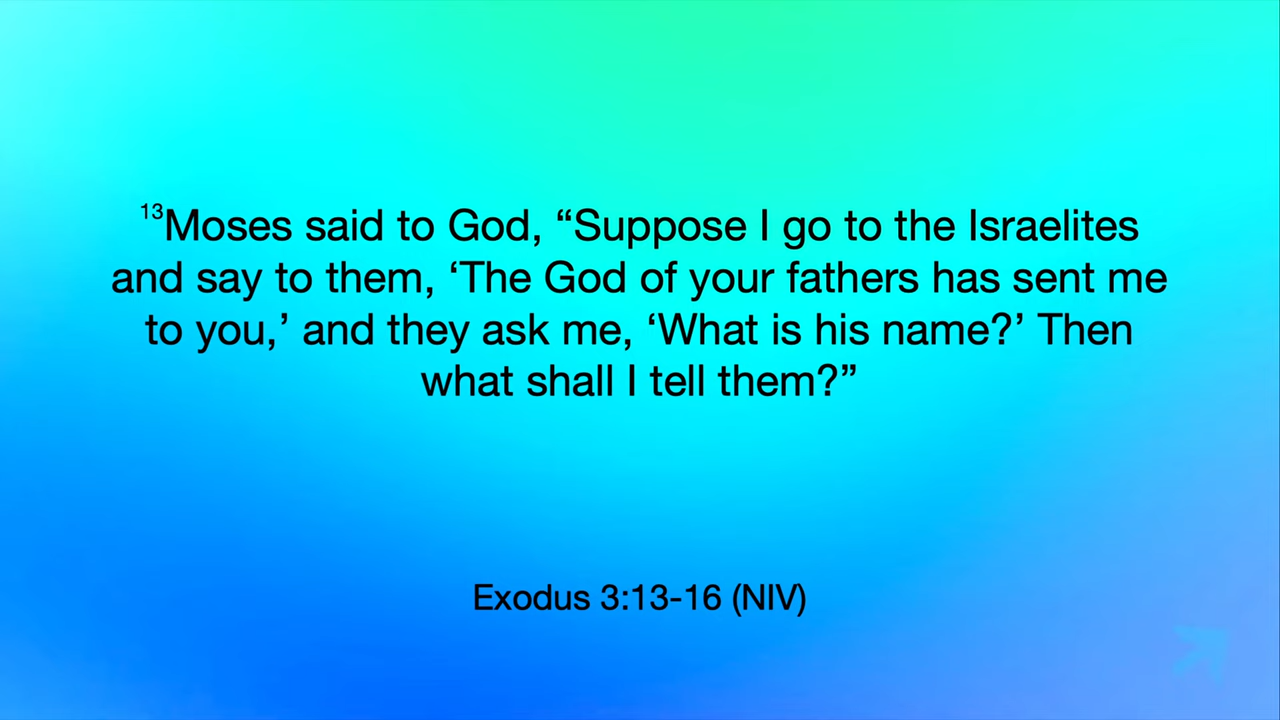 ¹³Moses said to God, “Suppose I go to the Israelites
and say to them, ‘The God of your fathers has sent me
to you,’ and they ask me, ‘What is his name?’ Then
what shall I tell them?”
Exodus 3:13-16 (NIV)